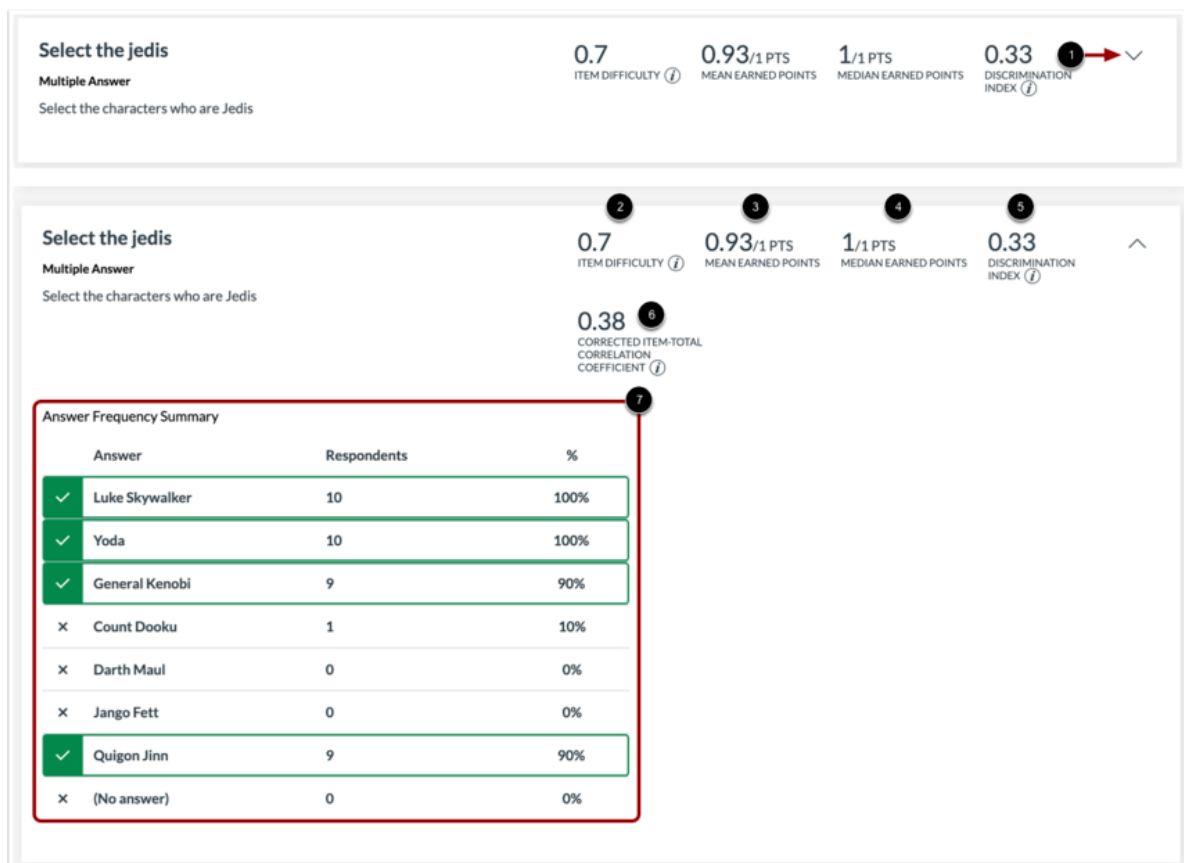 Select the jedis
Multiple Answer
Select the characters who are Jedis
0.7
ITEM DIFFICULTY i
0.93/1 PTS
MEAN EARNED POINTS
1/1 PTS
MEDIAN EARNED POINTS
0.33
DISCRIMINATION
INDEX i
1
2
3
4
5
Select the jedis
Multiple Answer
Select the characters who are Jedis
0.7
ITEM DIFFICULTY i
0.93/1 PTS
MEAN EARNED POINTS
1/1 PTS
MEDIAN EARNED POINTS
0.33
DISCRIMINATION
INDEX i
0.38
6
CORRECTED ITEM-TOTAL
CORRELATION
COEFFICIENT i
7
Answer Frequency Summary
Answer Respondents %
Luke Skywalker 10 100%
Yoda 10 100%
General Kenobi 9 90%
Count Dooku 1 10%
Darth Maul 0 0%
Jango Fett 0 0%
Quigon Jinn 9 90%
(No answer) 0 0%